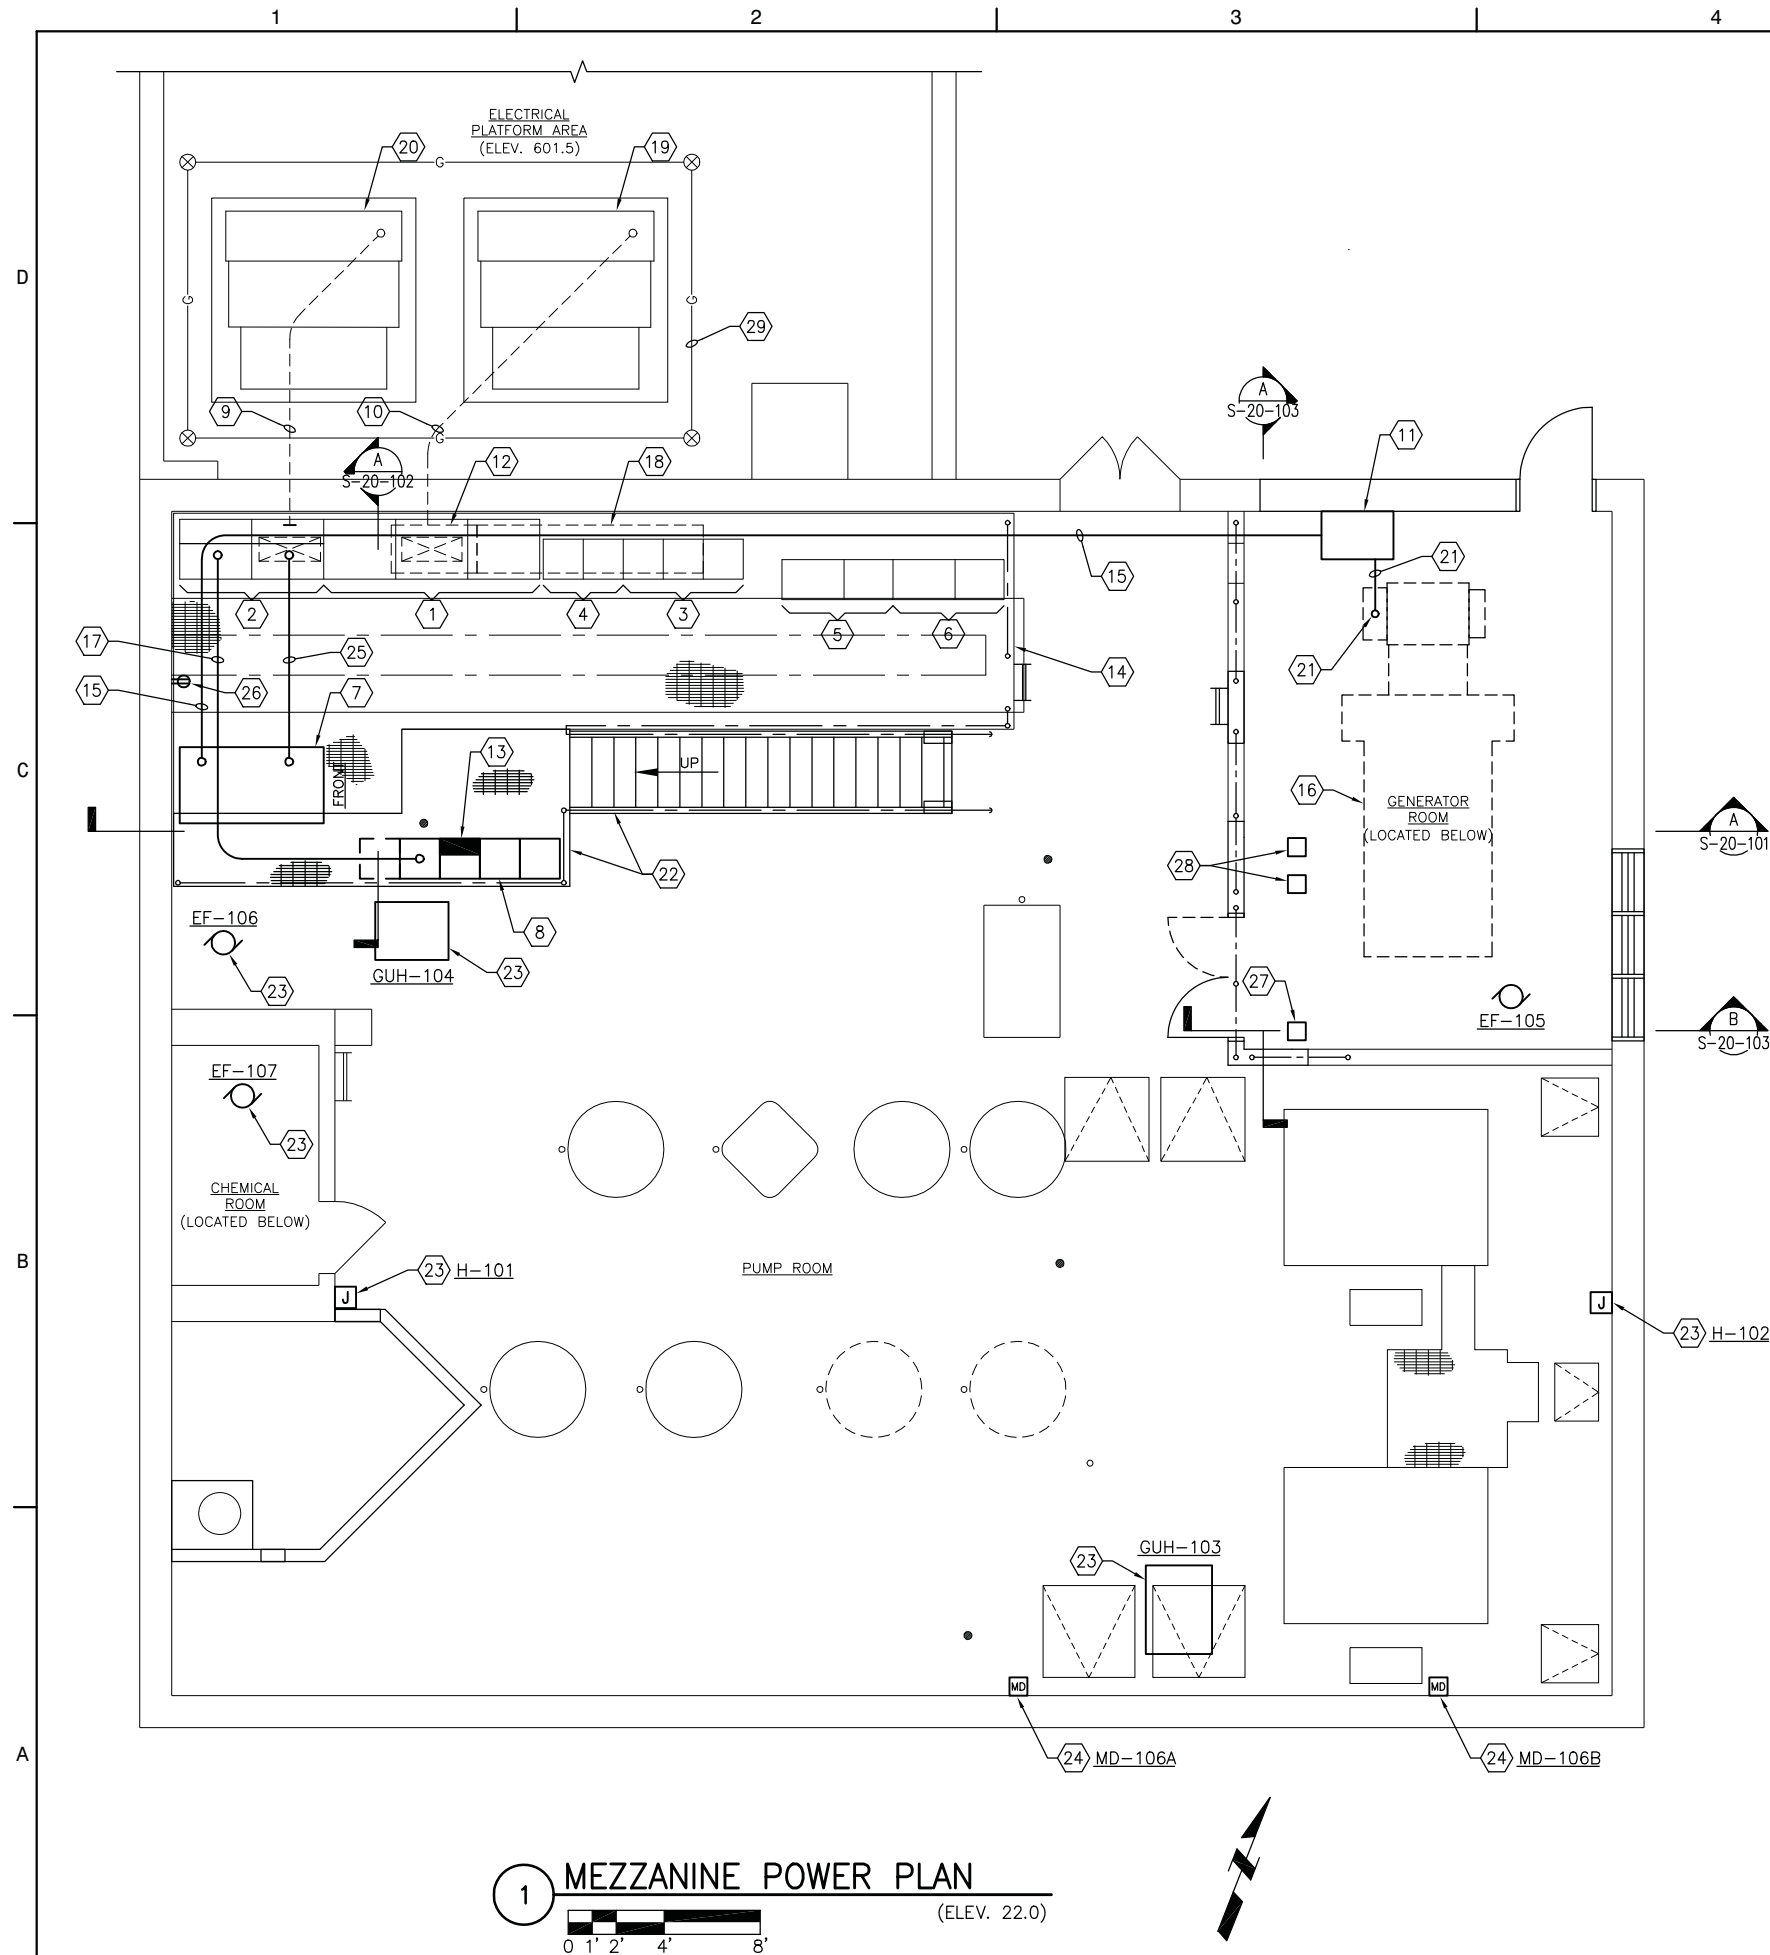 1 2 3 4
ELECTRICAL
PLATFORM AREA
(ELEV. 601.5)
20 19
G
D
G G
29
9 10
G
A
S-20-102
12 18
A
S-20-103
11
21
15
2 1 4 3
5 6
17 25
14
21
15 26 7
C
FRONT
13
UP
16
GENERATOR
ROOM
(LOCATED BELOW)
A
S-20-101
28
22
8
EF-106
GUH-104
23
23
27
EF-105
B
S-20-103
EF-107
23
CHEMICAL
ROOM
(LOCATED BELOW)
B
PUMP ROOM
23 H-101
J
J
23 H-102
GUH-103
23
MD MD
A
24 MD-106A
24 MD-106B
1 MEZZANINE POWER PLAN
(ELEV. 22.0)
0 1' 2' 4' 8'